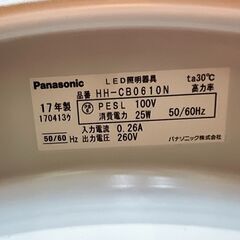 Panasonic LED照明器具 ta30℃
品番 HH-CB0610N 高力率
17年製 PESL 100V
170413ｳ 消費電力 25W 50/60Hz
入力電流 0.26A
50/60 Hz 出力電圧 260V
パナソニック株式会社